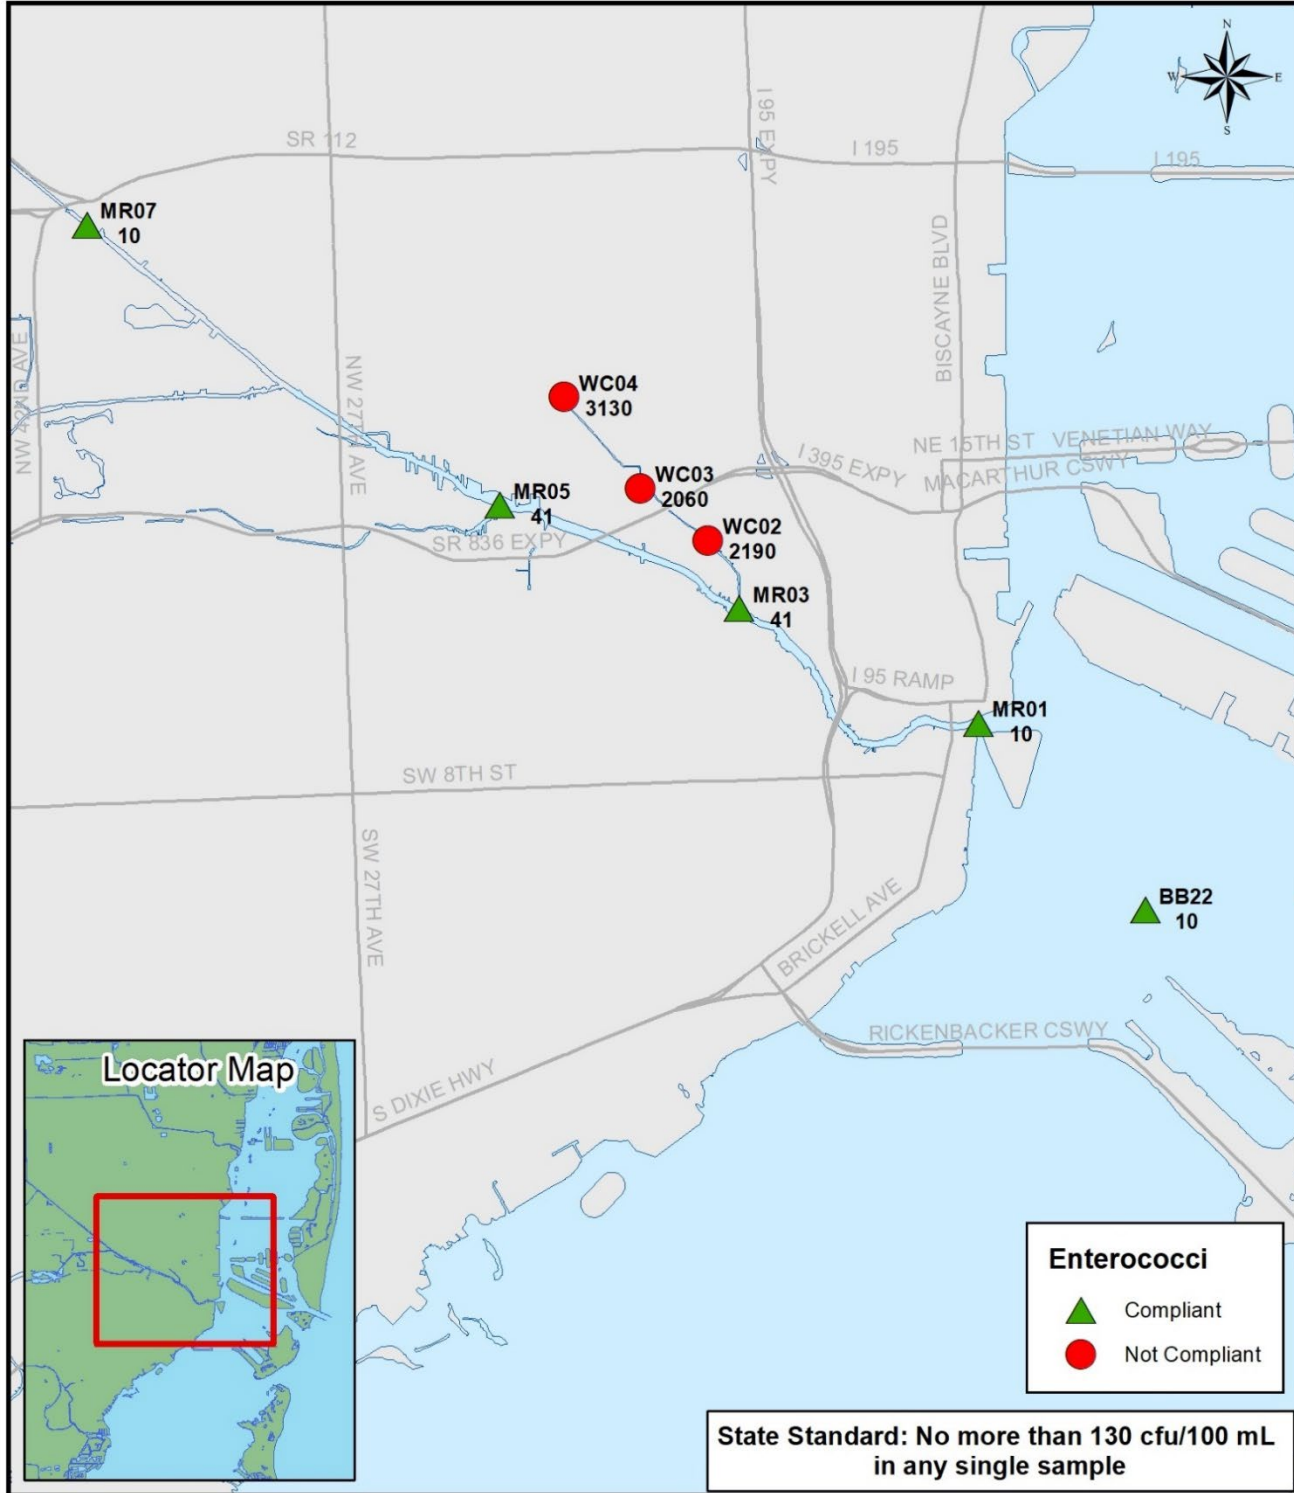 N
W E
S
I 95 EXPY
SR 112
I 195
I 195
MR07
10
BISCAYNE BLVD
NW 42ND AVE
NW 27TH AVE
WC04
3130
NE 15TH ST VENETIAN WAY
I 395 EXPY
MACARTHUR CSWY
WC03
2060
MR05
41
SR 836 EXPY
WC02
2190
MR03
41
I 95 RAMP
MR01
10
SW 8TH ST
SW 27TH AVE
BRICKELL AVE
BB22
10
RICKENBACKER CSWY
S DIXIE HWY
Locator Map
Enterococci
Compliant
Not Compliant
State Standard: No more than 130 cfu/100 mL
in any single sample